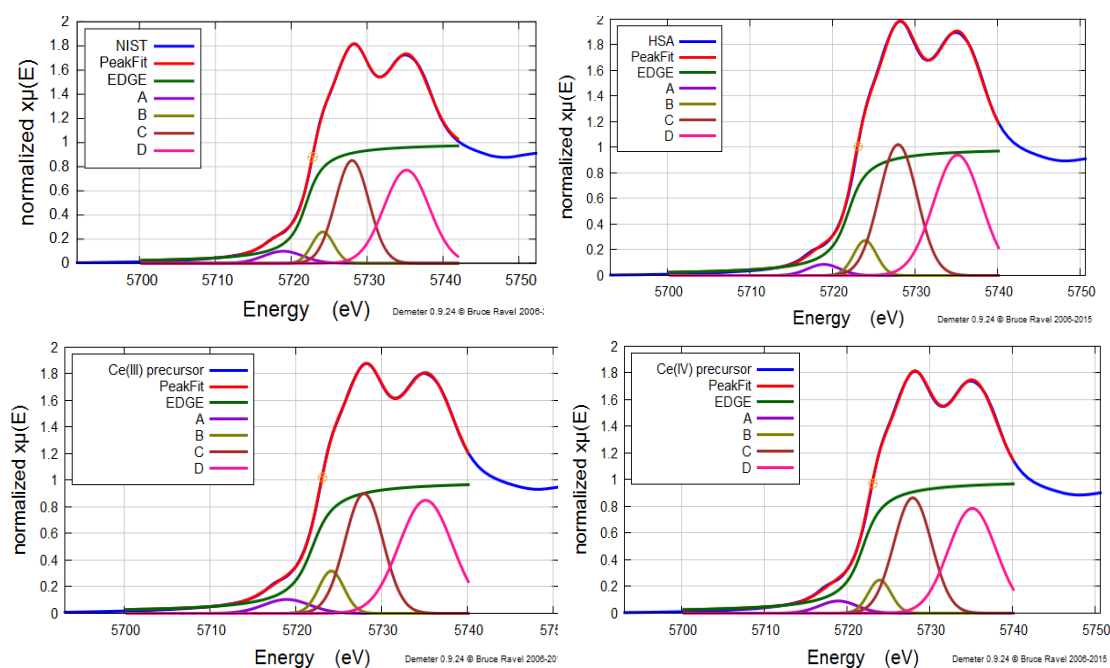 2
1.8
1.6
1.4
1.2
1
0.8
0.6
0.4
0.2
0
normalized xμ(E)
NIST
PeakFit
EDGE
A
B
C
D
5700
5710
5720
5730
5740
5750
Energy (eV)
Demeter 0.9.24 © Bruce Ravel 2006-2
2
1.8
1.6
1.4
1.2
1
0.8
0.6
0.4
0.2
0
normalized xμ(E)
HSA
PeakFit
EDGE
A
B
C
D
5700
5710
5720
5730
5740
5750
Energy (eV)
Demeter 0.9.24 © Bruce Ravel 2006-2015
2
1.8
1.6
1.4
1.2
1
0.8
0.6
0.4
0.2
0
normalized xμ(E)
Ce(III) precursor
PeakFit
EDGE
A
B
C
D
5700
5710
5720
5730
5740
575
Energy (eV)
Demeter 0.9.24 © Bruce Ravel 2006-201
2
1.8
1.6
1.4
1.2
1
0.8
0.6
0.4
0.2
0
normalized xμ(E)
Ce(IV) precursor
PeakFit
EDGE
A
B
C
D
5700
5710
5720
5730
5740
5750
Energy (eV)
Demeter 0.9.24 © Bruce Ravel 2006-2015